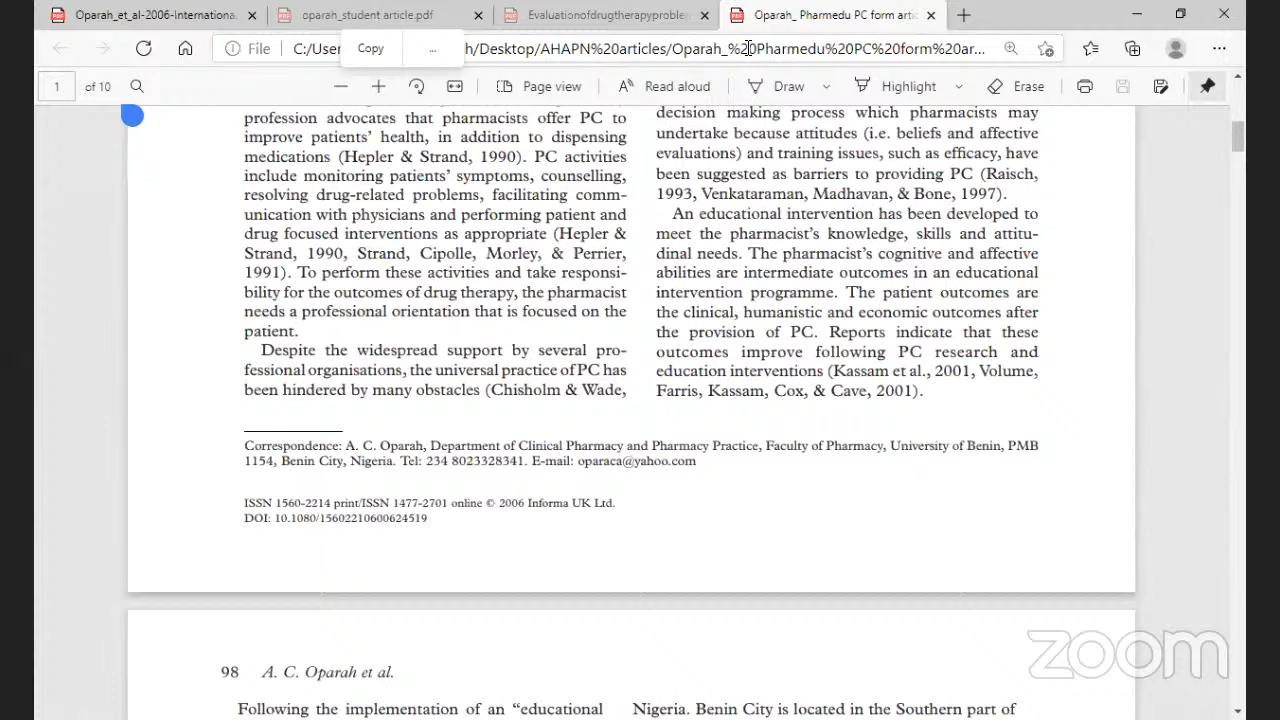 Oparah_et_al-2006-Internationa
oparah_student article.pdf
Evaluationofdrugtherapyproblem
Oparah_ Pharmedu PC form arti
File
C:/User
Copy
...
h/Desktop/AHAPN%20articles/Oparah_%20Pharmedu%20PC%20form%20ar...
1 of 10
Page view
Read aloud
Draw
Highlight
Erase
profession advocates that pharmacists offer PC to
improve patients' health, in addition to dispensing
medications (Hepler & Strand, 1990). PC activities
include monitoring patients' symptoms, counselling,
resolving drug-related problems, facilitating comm-
unication with physicians and performing patient and
drug focused interventions as appropriate (Hepler &
Strand, 1990, Strand, Cipolle, Morley, & Perrier,
1991). To perform these activities and take responsi-
bility for the outcomes of drug therapy, the pharmacist
needs a professional orientation that is focused on the
patient.
Despite the widespread support by several pro-
fessional organisations, the universal practice of PC has
been hindered by many obstacles (Chisholm & Wade,
decision making process which pharmacists may
undertake because attitudes (i.e. beliefs and affective
evaluations) and training issues, such as efficacy, have
been suggested as barriers to providing PC (Raisch,
1993, Venkataraman, Madhavan, & Bone, 1997).
An educational intervention has been developed to
meet the pharmacist's knowledge, skills and attitu-
dinal needs. The pharmacist's cognitive and affective
abilities are intermediate outcomes in an educational
intervention programme. The patient outcomes are
the clinical, humanistic and economic outcomes after
the provision of PC. Reports indicate that these
outcomes improve following PC research and
education interventions (Kassam et al., 2001, Volume,
Farris, Kassam, Cox, & Cave, 2001).
Correspondence: A. C. Oparah, Department of Clinical Pharmacy and Pharmacy Practice, Faculty of Pharmacy, University of Benin, PMB
1154, Benin City, Nigeria. Tel: 234 8023328341. E-mail: oparaca@yahoo.com
ISSN 1560-2214 print/ISSN 1477-2701 online © 2006 Informa UK Ltd.
DOI: 10.1080/15602210600624519
98 A. C. Oparah et al.
Following the implementation of an "educational
Nigeria. Benin City is located in the Southern part of
zoom